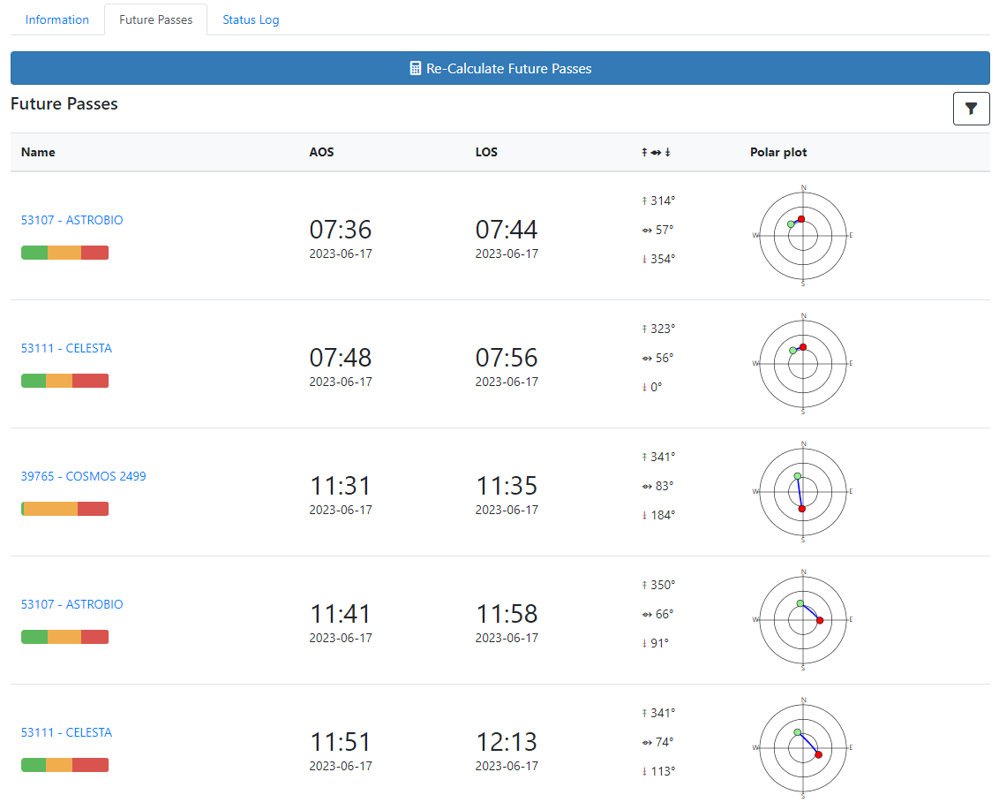 Information Future Passes Status Log
Re-Calculate Future Passes
Future Passes
Name AOS LOS Polar plot
53107 - ASTROBIO
07:36
2023-06-17
07:44
2023-06-17
314°
57°
354°
N
W E
S
53111 - CELESTA
07:48
2023-06-17
07:56
2023-06-17
323°
56°
0°
N
W E
S
39765 - COSMOS 2499
11:31
2023-06-17
11:35
2023-06-17
341°
83°
184°
N
W E
S
53107 - ASTROBIO
11:41
2023-06-17
11:58
2023-06-17
350°
66°
91°
N
W E
S
53111 - CELESTA
11:51
2023-06-17
12:13
2023-06-17
341°
74°
113°
N
W E
S